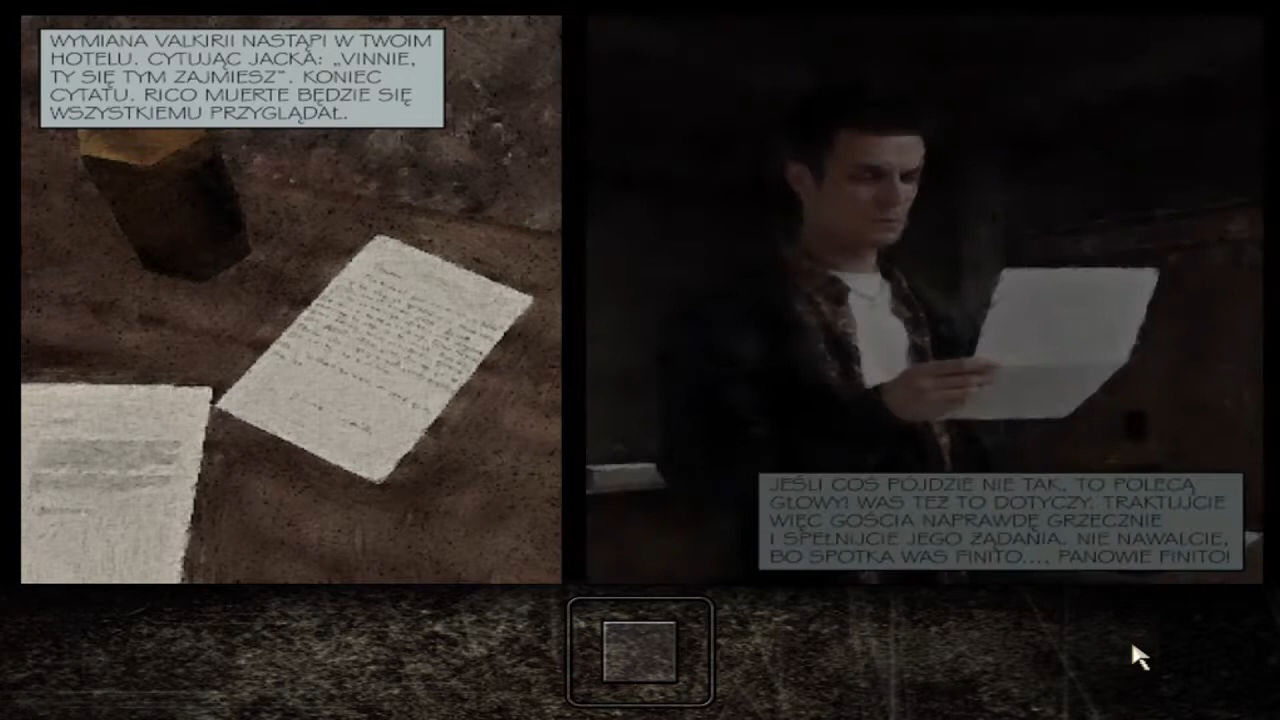 WYMIANA VALKIRII NASTĄPI W TWOIM
HOTELU. CYTUJĄC JACKA: „VINNIE,
TY SIĘ TYM ZAJMIESZ”. KONIEC
CYTATU. RICO MUERTE BĘDZIE SIĘ
WSZYSTKIEMU PRZYGLĄDAŁ.
JEŚLI COŚ PÓJDZIE NIE TAK, TO POLECĄ
GŁOWY! WAS TEŻ TO DOTYCZY. TRAKTUJCIE
WIĘC GOŚCIA NAPRAWDĘ GRZECZNIE
I SPEŁNIJCIE JEGO ŻĄDANIA. NIE NAWALCIE,
BO SPOTKA WAS FINITO..., PANOWIE FINITO!